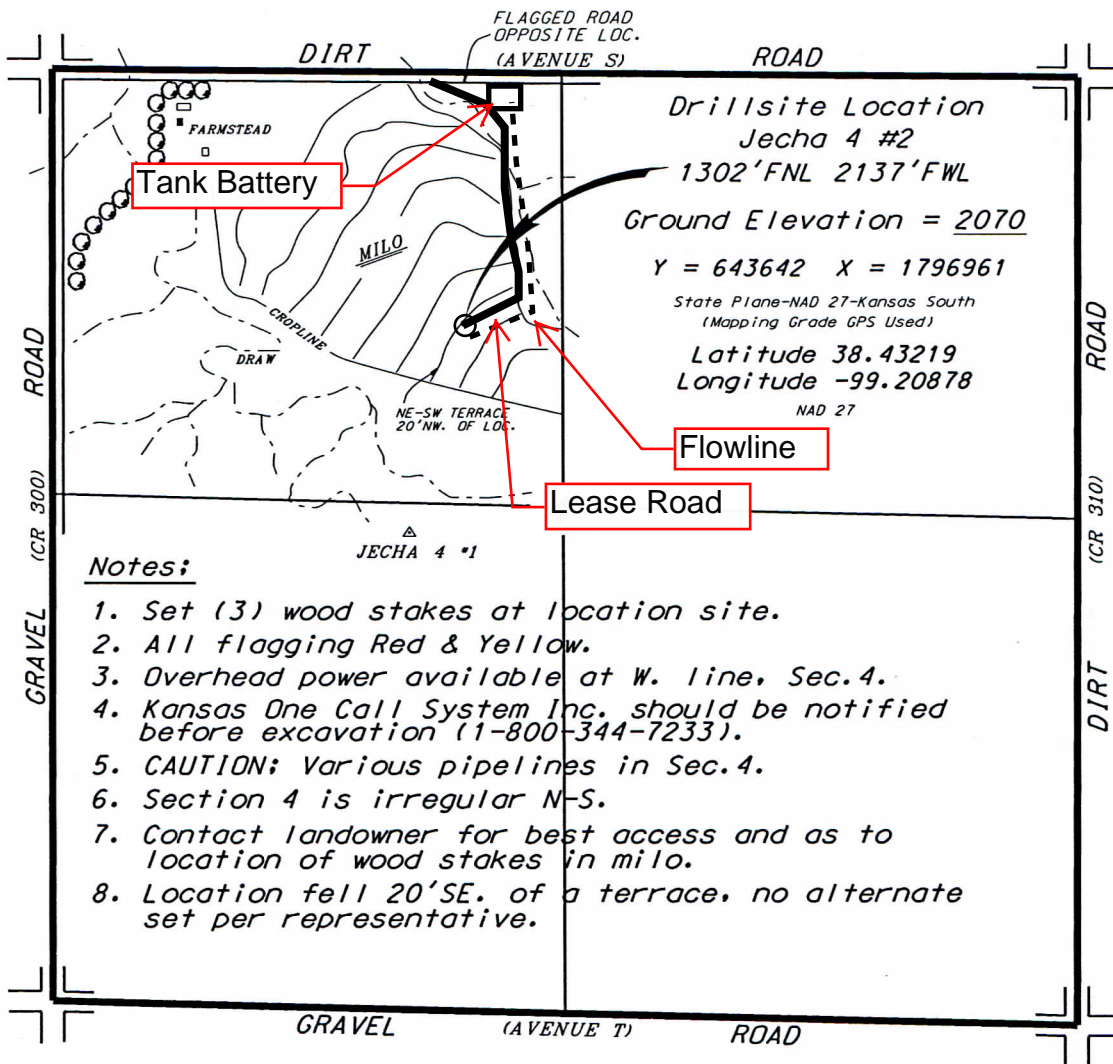 FLAGGED ROAD
OPPOSITE LOC.
DIRT (AVENUE S) ROAD
Drillsite Location
Jecha 4 #2
1302'FNL 2137'FWL
Ground Elevation = 2070
Y = 643642 X = 1796961
State Plane-NAD 27-Kansas South
(Mapping Grade GPS Used)
Latitude 38.43219
Longitude -99.20878
NAD 27
FARMSTEAD
Tank Battery
MILO
CROPLINE
DRAW
NE-SW TERRACE
20'NW. OF LOC.
Flowline
Lease Road
JECHA 4 #1
GRAVEL (CR 300) ROAD
DIRT (CR 310) ROAD
Notes:
1. Set (3) wood stakes at location site.
2. All flagging Red & Yellow.
3. Overhead power available at W. line, Sec.4.
4. Kansas One Call System Inc. should be notified
before excavation (1-800-344-7233).
5. CAUTION: Various pipelines in Sec.4.
6. Section 4 is irregular N-S.
7. Contact landowner for best access and as to
location of wood stakes in milo.
8. Location fell 20'SE. of a terrace, no alternate
set per representative.
GRAVEL (AVENUE T) ROAD